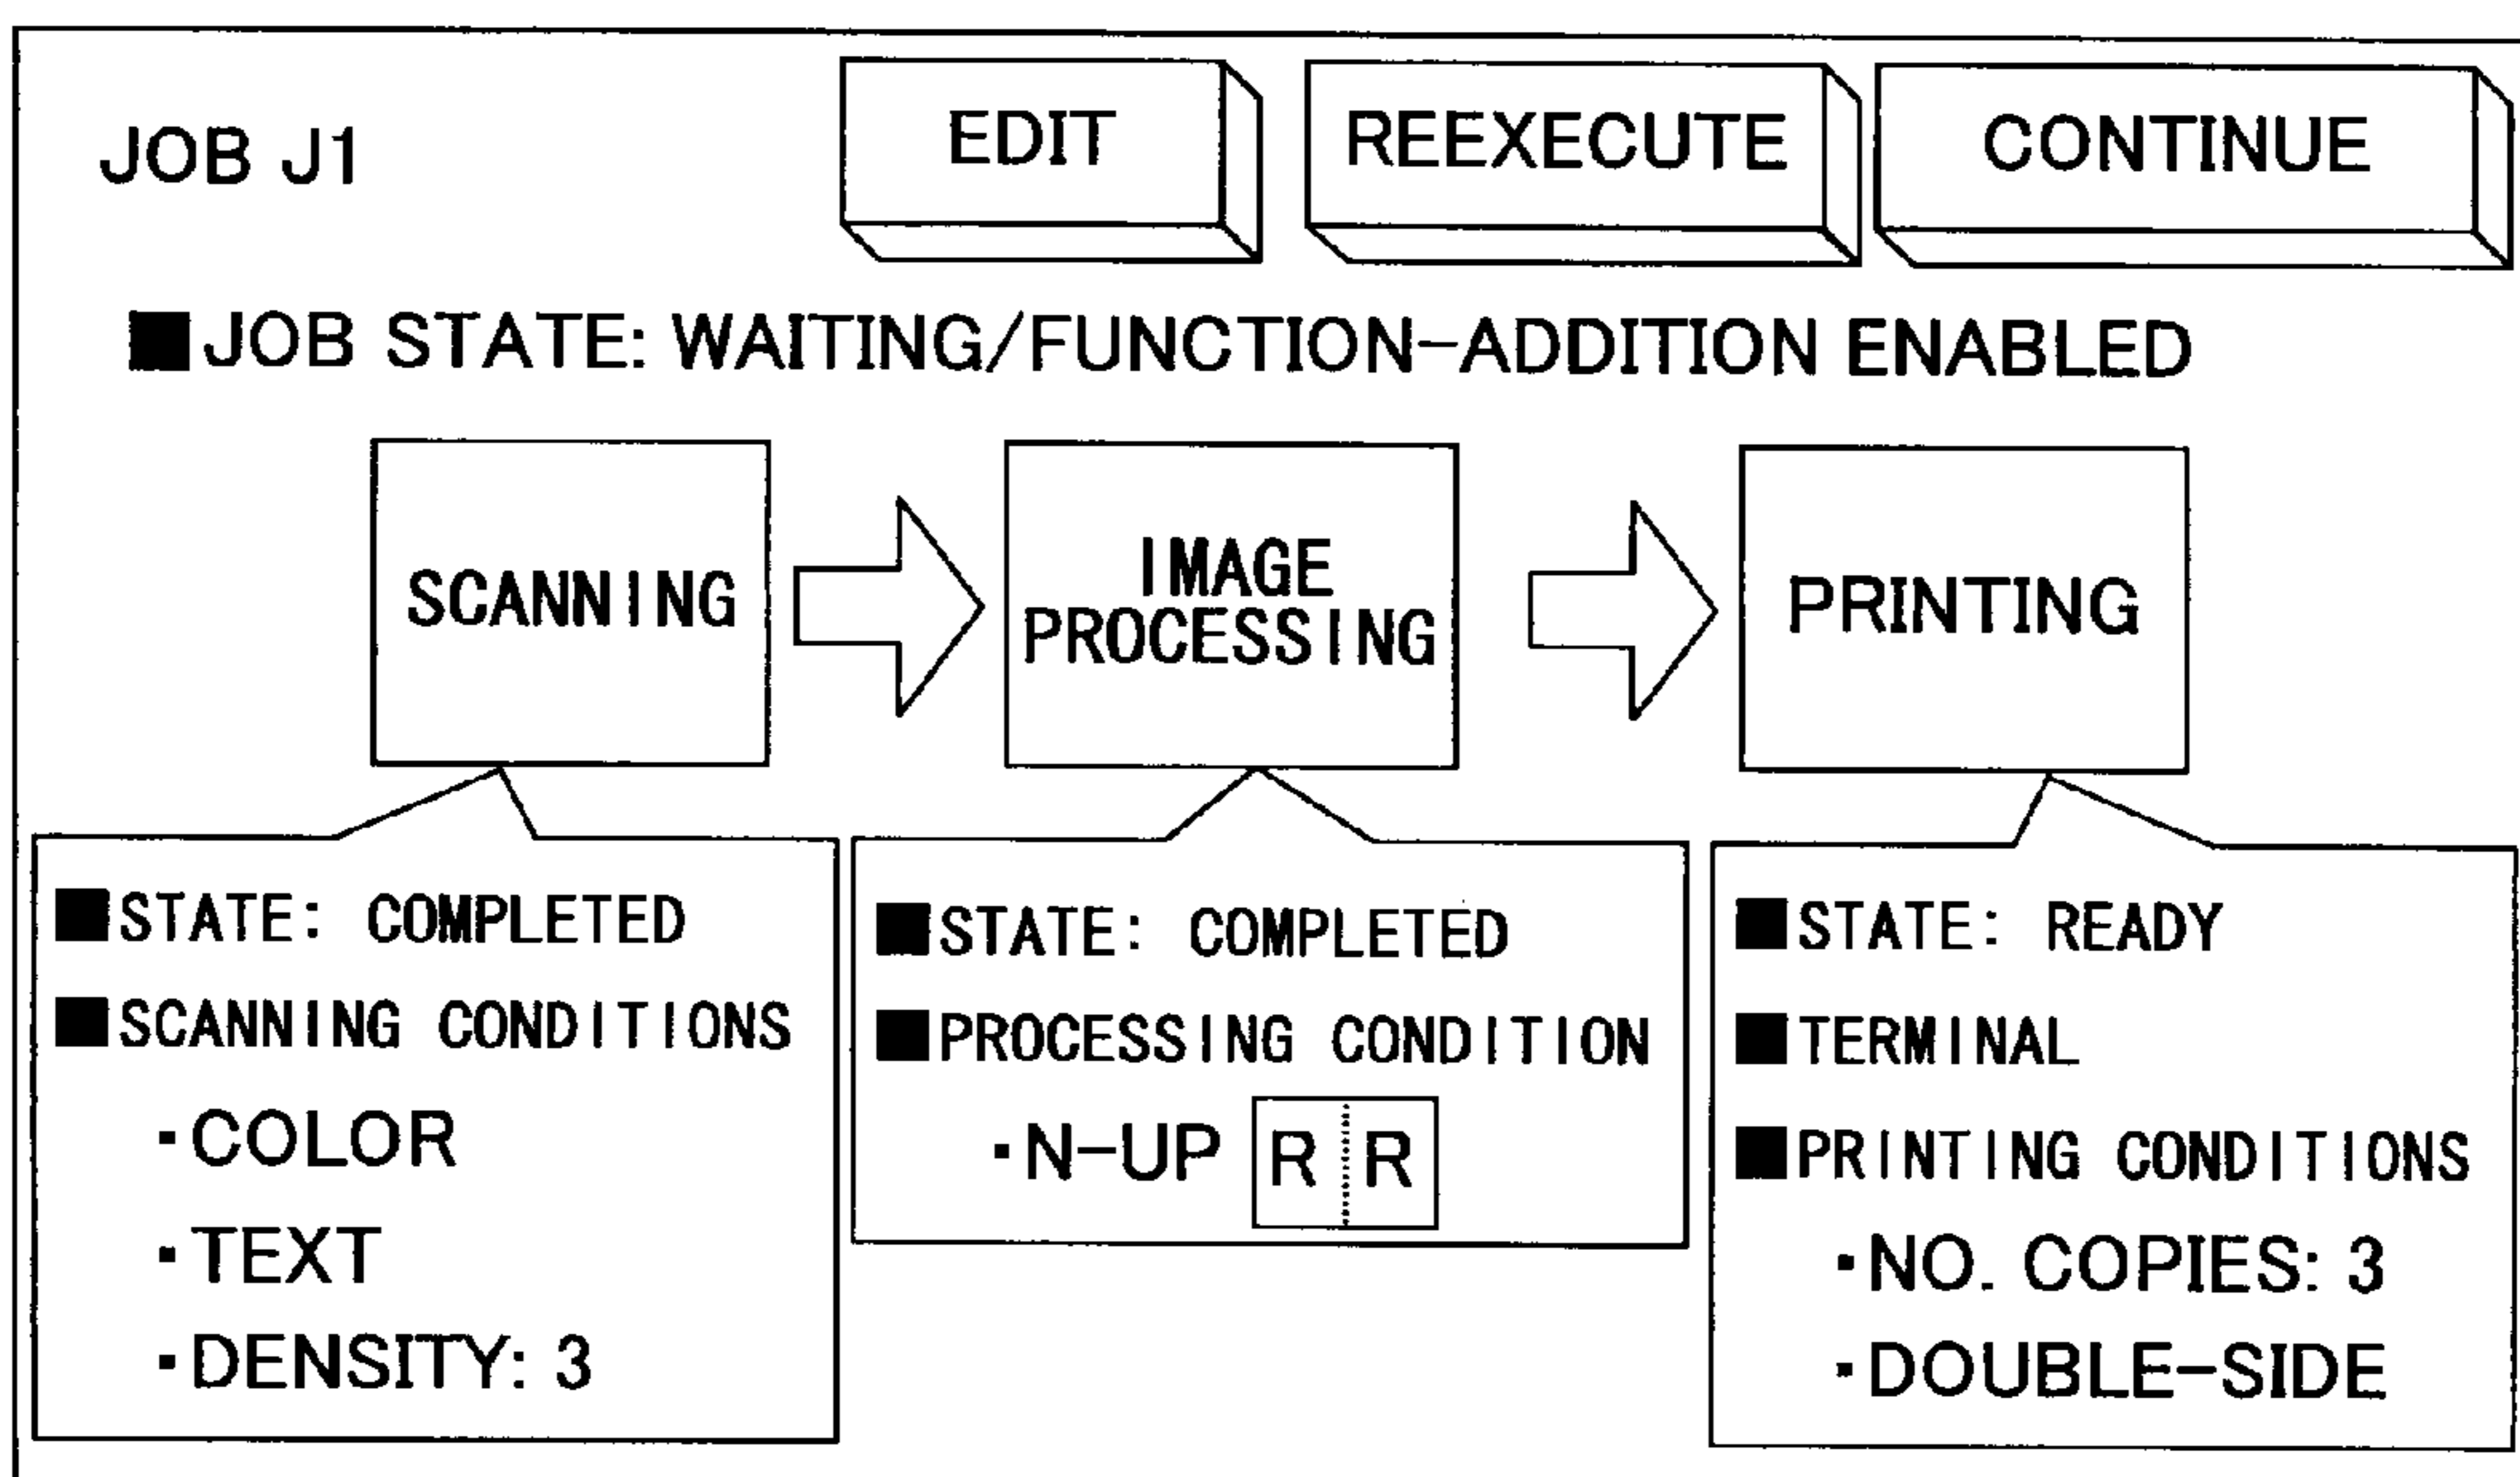 JOB J1
EDIT
REEXECUTE
CONTINUE
■JOB STATE: WAITING/FUNCTION-ADDITION ENABLED
SCANNING
IMAGE
PROCESSING
PRINTING
■STATE: COMPLETED
■SCANNING CONDITIONS
・COLOR
・TEXT
・DENSITY: 3
■STATE: COMPLETED
■PROCESSING CONDITION
・N-UP R R
■STATE: READY
■TERMINAL
■PRINTING CONDITIONS
・NO. COPIES: 3
・DOUBLE-SIDE